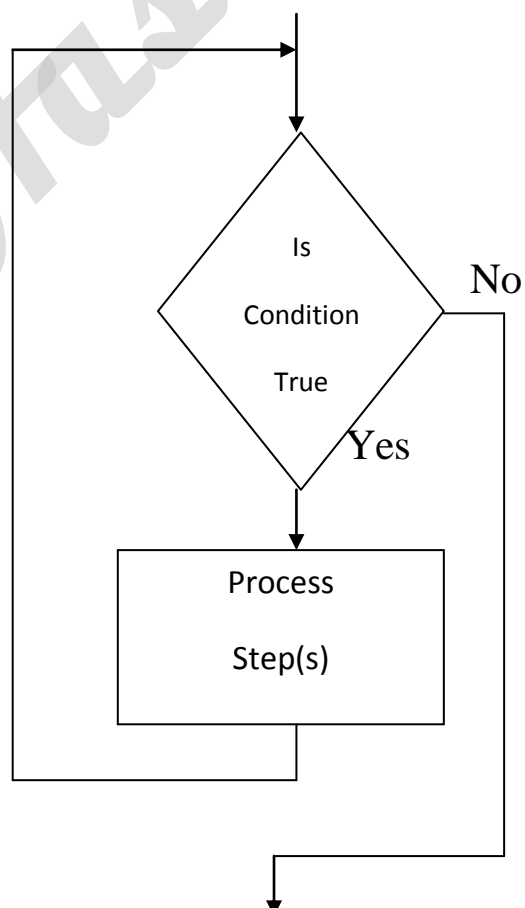 Is
Condition
True
No
Yes
Process
Step(s)